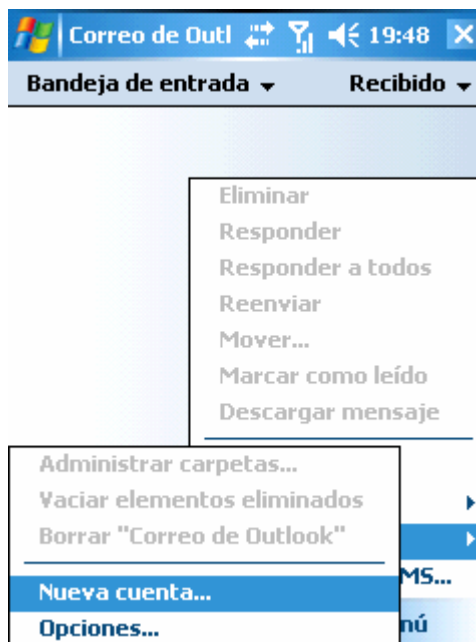 Correo de Outl 19:48
Bandeja de entrada Recibido
Eliminar
Responder
Responder a todos
Reenviar
Mover...
Marcar como leído
Descargar mensaje
Administrar carpetas...
Vaciar elementos eliminados
Borrar "Correo de Outlook"
MS...
Nueva cuenta...
nú
Opciones...